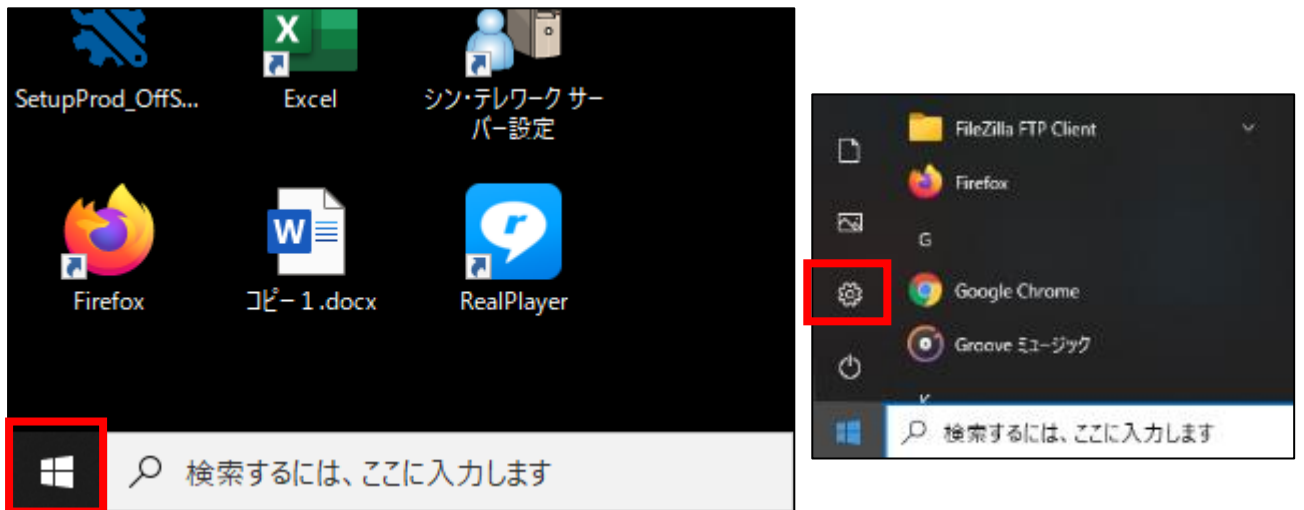 SetupProd_OffS...
Excel
シン・テレワーク サー
バー設定
Firefox
コピー 1.docx
RealPlayer
検索するには、ここに入力します
FileZilla FTP Client
Firefox
G
Google Chrome
Groove ミュージック
K
検索するには、ここに入力します